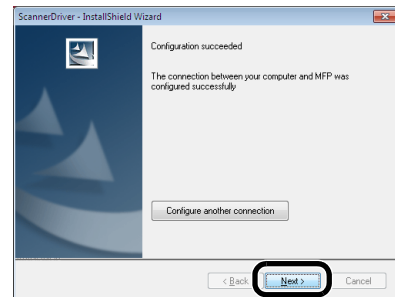 ScannerDriver - InstallShield Wizard
Configuration succeeded
The connection between your computer and MFP was
configured successfully
Configure another connection
< Back
Next >
Cancel